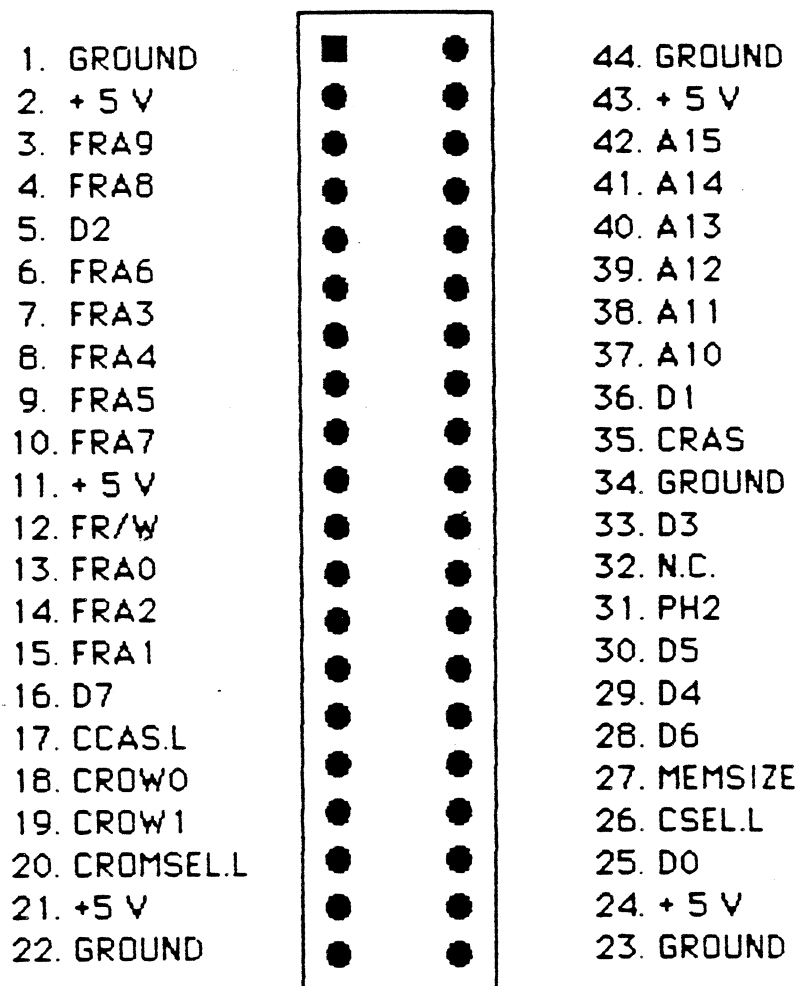 1. GROUND
2. + 5 V
3. FRA9
4. FRA8
5. D2
6. FRA6
7. FRA3
8. FRA4
9. FRA5
10. FRA7
11. + 5 V
12. FR/W
13. FRA0
14. FRA2
15. FRA1
16. D7
17. CCAS.L
18. CROW0
19. CROW1
20. CROMSEL.L
21. +5 V
22. GROUND
44. GROUND
43. + 5 V
42. A15
41. A14
40. A13
39. A12
38. A11
37. A10
36. D1
35. CRAS
34. GROUND
33. D3
32. N.C.
31. PH2
30. D5
29. D4
28. D6
27. MEMSIZE
26. CSEL.L
25. D0
24. + 5 V
23. GROUND